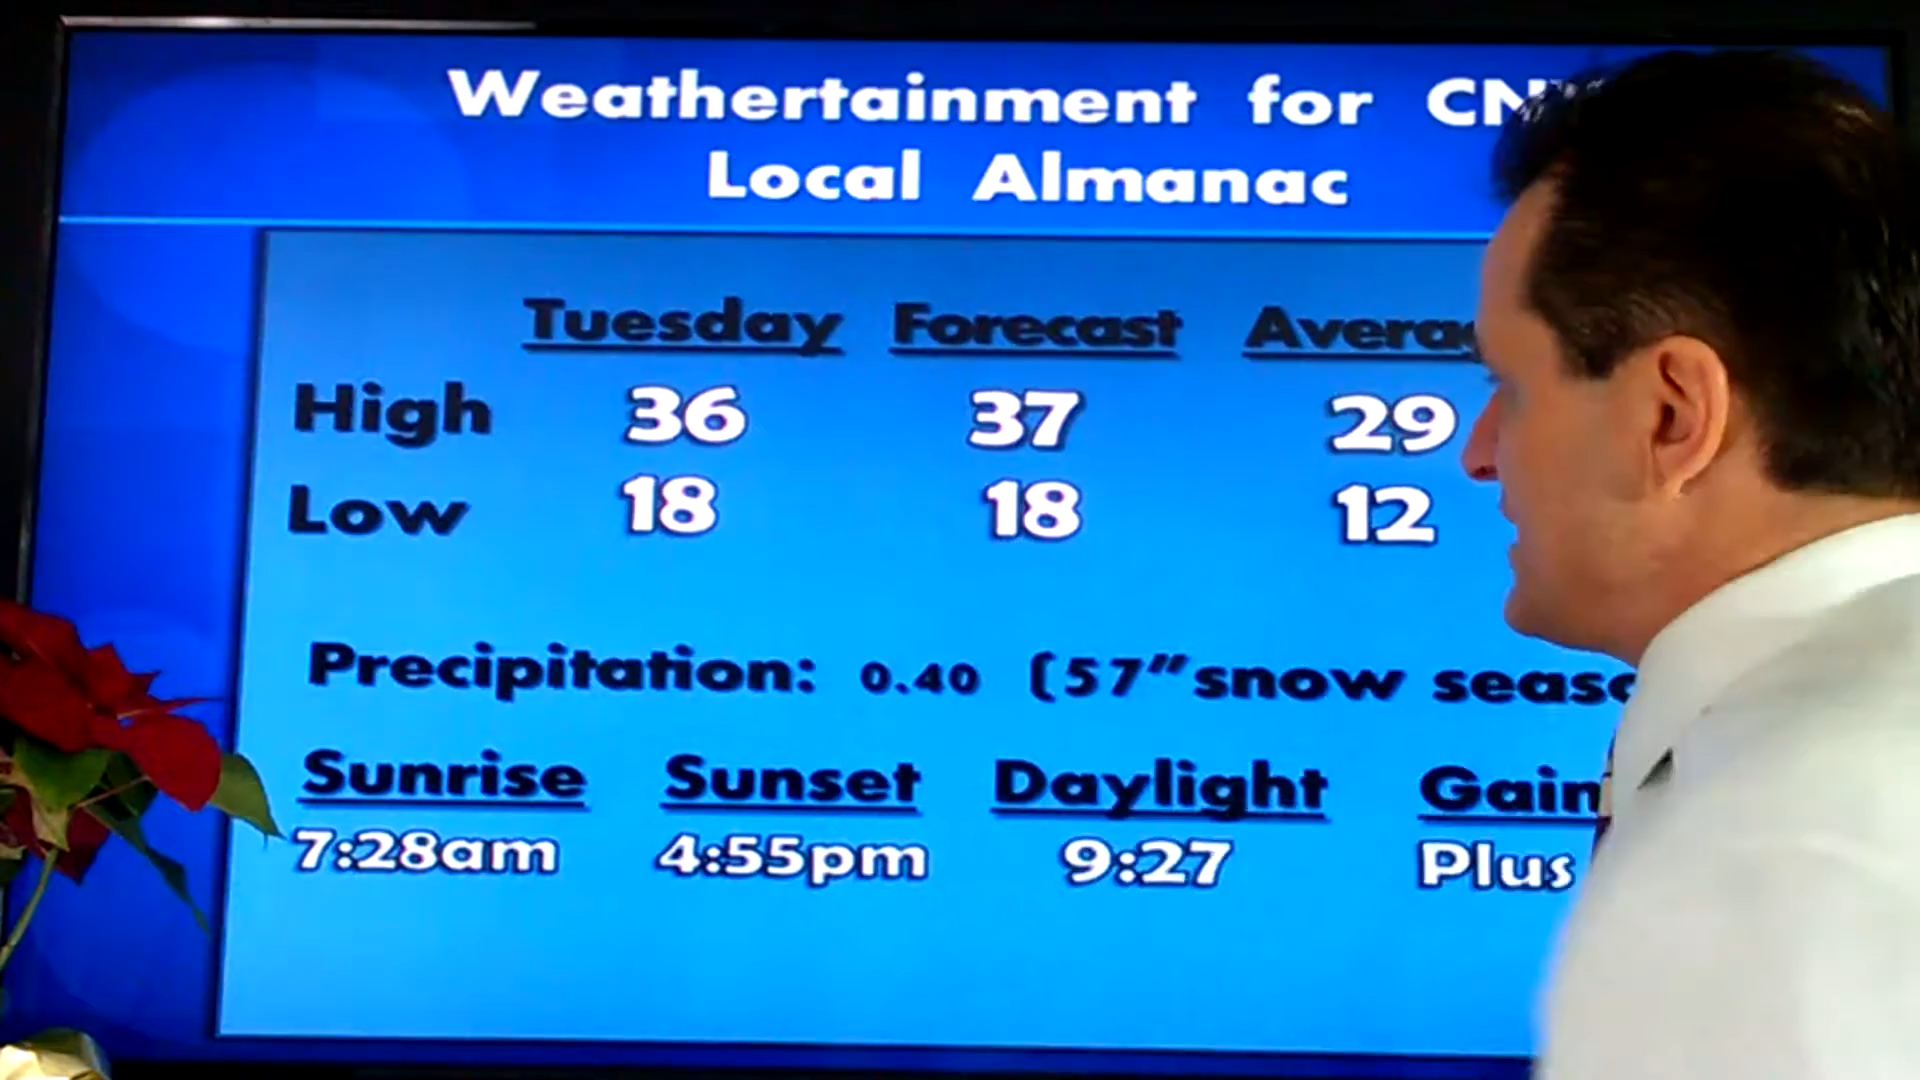 Weathertainment for
Local Almanac
Tuesday Forecast
High 36 37 29
Low 18 18 12
Precipitation: 0.40 (57" snow
Sunrise Sunset Daylight Gain
7:28am 4:55pm 9:27 Plus